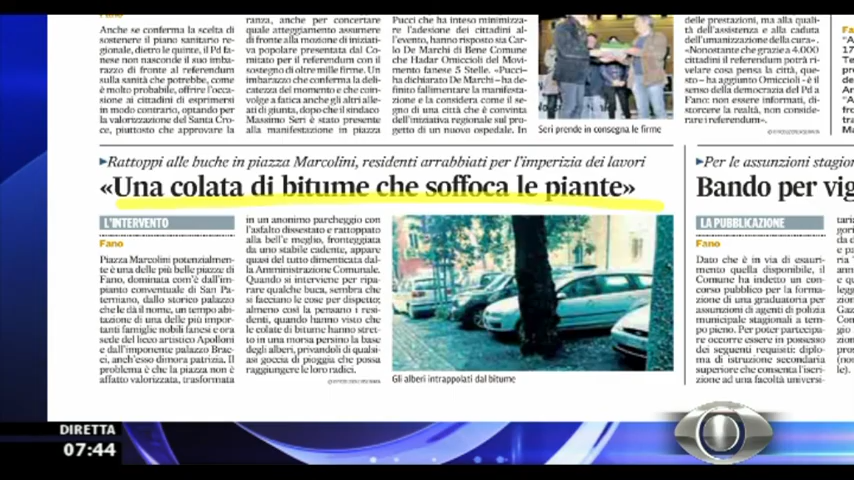 Fano
Anche se conferma la scelta di
sostenere il piano sanitario re-
gionale, dietro le quinte, il Pd fa-
nese non nasconde il suo imba-
razzo di fronte al referendum
sulla sanità che potrebbe, come
è molto probabile, offrire l'occa-
sione ai cittadini di esprimersi
in modo contrario, optando per
la valorizzazione del Santa Cro-
ce, piuttosto che approvare la
ranza, anche per concertare
quale atteggiamento assumere
di fronte alla mozione di iniziati-
va popolare presentata dal Co-
mitato per il referendum con il
sostegno di oltre mille firme. Un
imbarazzo che conferma la deli-
catezza del momento e che coin-
volge a fatica anche gli altri alle-
ati di giunta, dopo che il sindaco
Massimo Seri è stato presente
alla manifestazione in piazza
Pucci che ha inteso minimizza-
re l'adesione dei cittadini al-
l'evento, hanno risposto sia Car-
lo De Marchi di Bene Comune
che Hadar Omiccioli del Movi-
mento fanese 5 Stelle. «Pucci-
ha dichiarato De Marchi - ha de-
finito fallimentare la manifesta-
zione e la considera come il se-
gno di una città che è convinta
dell'intziativa regionale sul pro-
getto di un nuovo ospedale. In
Seri prende in consegna le firme
delle prestazioni, ma alla quali-
tà dell'assistenza e alla caduta
dell'umanizzazione della cura».
«Nonostante che grazie a 4.000
cittadini il referendum potrà ri-
velare cosa pensa la città, que-
sto - ha aggiunto Omiccioli - è il
senso della democrazia del Pd a
Fano: non essere informati, di-
storcere la realtà, non conside-
rare i referendum».
Rattoppi alle buche in piazza Marcolini, residenti arrabbiati per l'imperizia dei lavori
«Una colata di bitume che soffoca le piante»
L'INTERVENTO
Fano
Piazza Marcolini potenzialmen-
te è una delle più belle piazze di
Fano, dominata com'è dall'im-
pianto conventuale di San Pa-
terniano, dallo storico palazzo
che le dà il nome, un tempo abi-
tazione di una delle più impor-
tanti famiglie nobili fanesi e ora
sede del liceo artistico Apolloni
e dall'imponente palazzo Brac-
ci, anch'esso dimora patrizia. Il
problema è che la piazza non è
affatto valorizzata, trasformata
in un anonimo parcheggio con
l'asfalto dissestato e rattoppato
alla bell'e meglio, fronteggiata
da uno stabile cadente, appare
quasi del tutto dimenticata dal-
la Amministrazione Comunale.
Quando si interviene per ripa-
rare qualche buca, sembra che
si facciano le cose per dispetto;
almeno così la pensano i resi-
denti, quando hanno visto che
le colate di bitume hanno stret-
to in una morsa persino la base
degli alberi, privandoli di qualsi-
asi goccia di pioggia che possa
raggiungere le loro radici.
Gli alberi intrappolati dal bitume
Per le assunzioni stagion
Bando per vig
LA PUBBLICAZIONE
Fano
Dato che è in via di esauri-
mento quella disponibile, il
Comune ha indetto un con-
corso pubblico per la forma-
zione di una graduatoria per
assunzioni di agenti di polizia
municipale stagionali a tem-
po pieno. Per poter partecipa-
re occorre essere in possesso
dei seguenti requisiti: diplo-
ma di istruzione secondaria
superiore che consenta l'iscri-
zione ad una facoltà universi-
DIRETTA
07:44